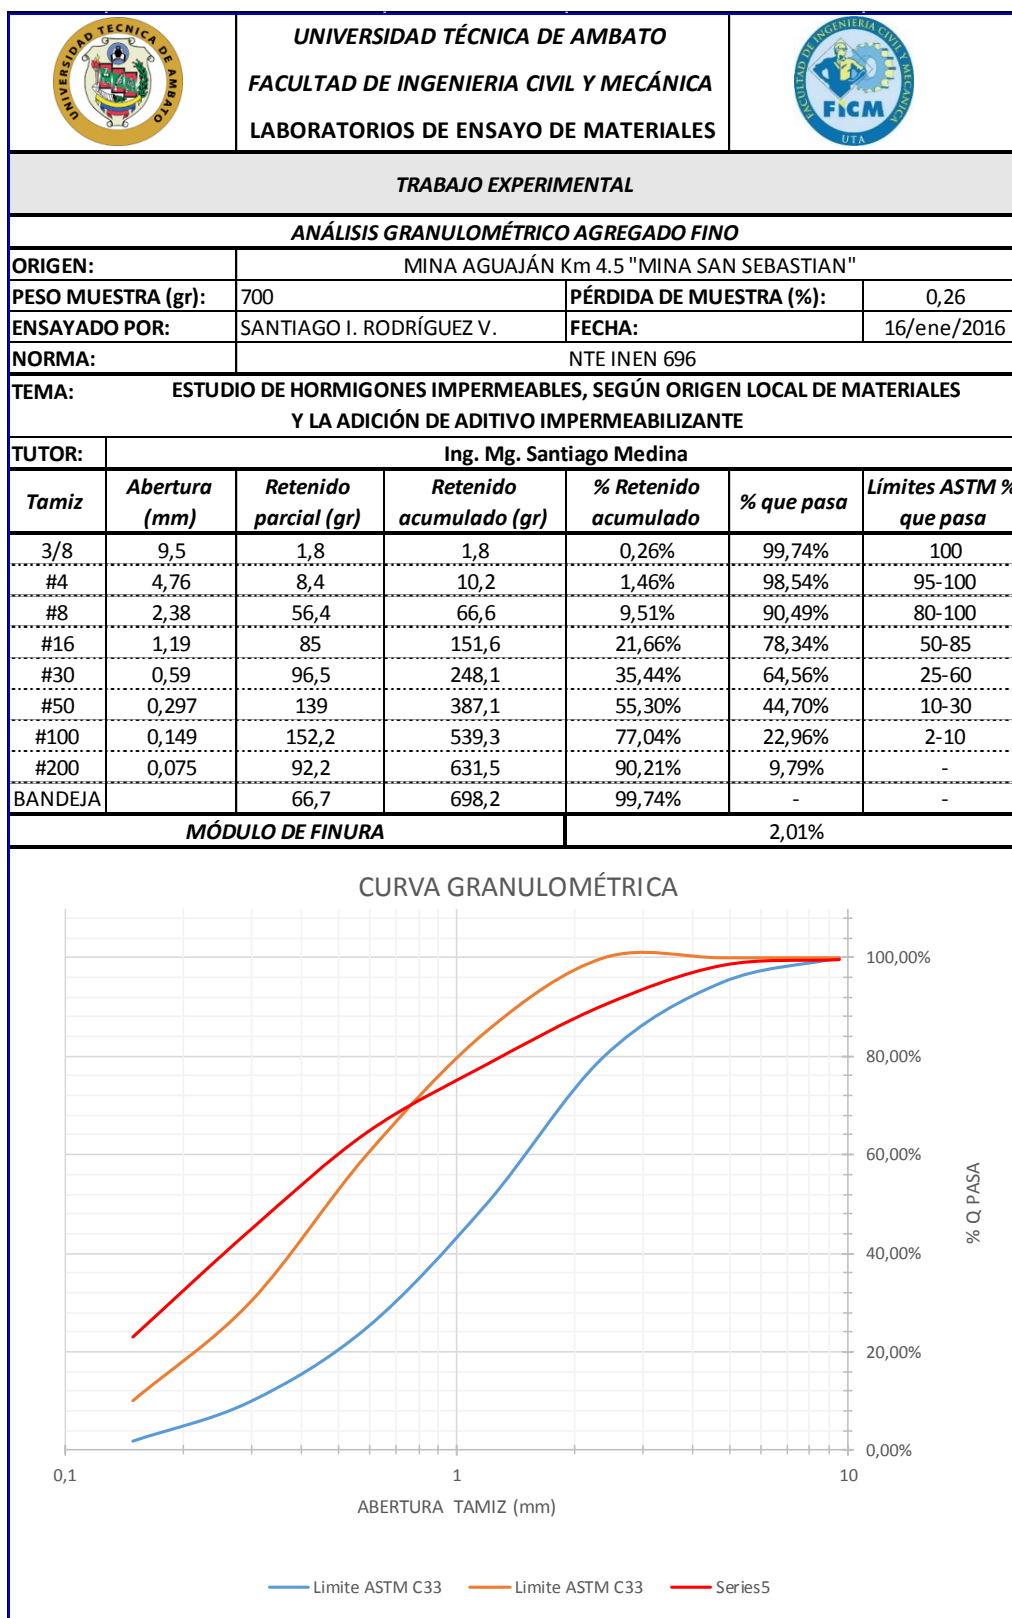 UNIVERSIDAD TECNICA DE AMBATO
UNIVERSIDAD TÉCNICA DE AMBATO
FACULTAD DE INGENIERIA CIVIL Y MECÁNICA
LABORATORIOS DE ENSAYO DE MATERIALES
FACULTAD DE INGENIERIA CIVIL Y MECANICA
FICM
UTA
TRABAJO EXPERIMENTAL
ANÁLISIS GRANULOMÉTRICO AGREGADO FINO
ORIGEN: MINA AGUAJÁN Km 4.5 "MINA SAN SEBASTIAN"
PESO MUESTRA (gr): 700 PÉRDIDA DE MUESTRA (%): 0,26
ENSAYADO POR: SANTIAGO I. RODRÍGUEZ V. FECHA: 16/ene/2016
NORMA: NTE INEN 696
TEMA: ESTUDIO DE HORMIGONES IMPERMEABLES, SEGÚN ORIGEN LOCAL DE MATERIALES
Y LA ADICIÓN DE ADITIVO IMPERMEABILIZANTE
TUTOR: Ing. Mg. Santiago Medina
Tamiz Abertura (mm) Retenido parcial (gr) Retenido acumulado (gr) % Retenido acumulado % que pasa Límites ASTM % que pasa
3/8 9,5 1,8 1,8 0,26% 99,74% 100
#4 4,76 8,4 10,2 1,46% 98,54% 95-100
#8 2,38 56,4 66,6 9,51% 90,49% 80-100
#16 1,19 85 151,6 21,66% 78,34% 50-85
#30 0,59 96,5 248,1 35,44% 64,56% 25-60
#50 0,297 139 387,1 55,30% 44,70% 10-30
#100 0,149 152,2 539,3 77,04% 22,96% 2-10
#200 0,075 92,2 631,5 90,21% 9,79% -
BANDEJA 66,7 698,2 99,74% - -
MÓDULO DE FINURA 2,01%
CURVA GRANULOMÉTRICA
100,00%
80,00%
60,00%
40,00%
20,00%
0,00%
% Q PASA
0,1 1 10
ABERTURA TAMIZ (mm)
Limite ASTM C33 Limite ASTM C33 Series5